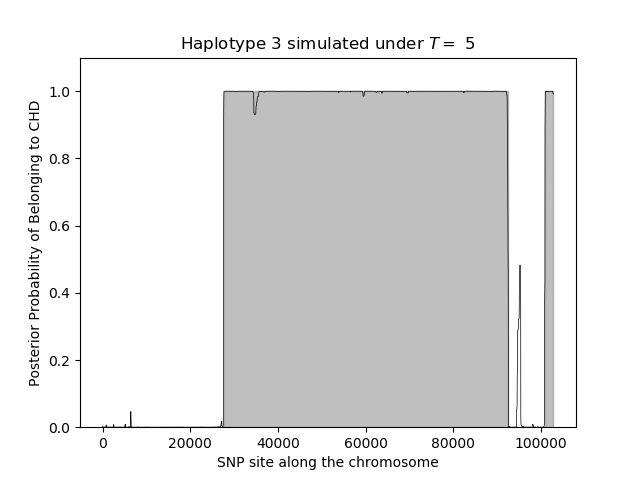 Haplotype 3 simulated under T = 5
Posterior Probability of Belonging to CHD
1.0
0.8
0.6
0.4
0.2
0.0
0 20000 40000 60000 80000 100000
SNP site along the chromosome